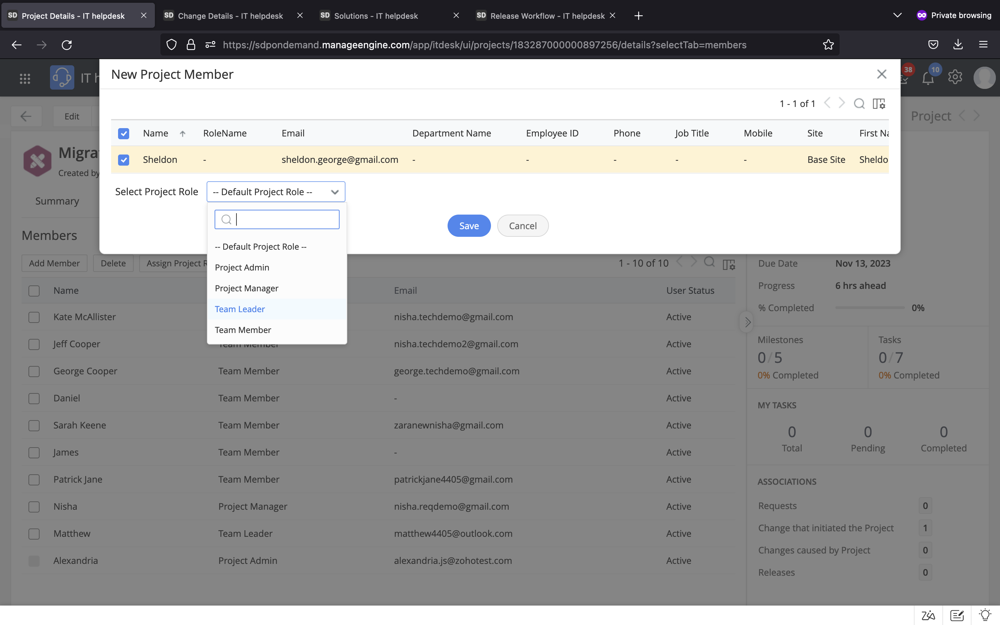 SD Project Details - IT helpdesk
SD Change Details - IT helpdesk
SD Solutions - IT helpdesk
SD Release Workflow - IT helpdesk
Private browsing
https://sdpondemand.manageengine.com/app/itdesk/ui/projects/183287000000897256/details?selectTab=members
IT h
38
10
New Project Member
1 - 1 of 1
Name RoleName Email Department Name Employee ID Phone Job Title Mobile Site First Na
Sheldon - sheldon.george@gmail.com - - - - - Base Site Sheldo
Select Project Role -- Default Project Role --
-- Default Project Role --
Project Admin
Project Manager
Team Leader
Team Member
Save Cancel
Edit
Project
Migra
Created by
Summary
Members
Add Member Delete Assign Project R
1 - 10 of 10
Name Email User Status
Kate McAllister nisha.techdemo@gmail.com Active
Jeff Cooper Team Member nisha.techdemo2@gmail.com Active
George Cooper Team Member george.techdemo@gmail.com Active
Daniel Team Member - Active
Sarah Keene Team Member zaranewnisha@gmail.com Active
James Team Member - Active
Patrick Jane Team Member patrickjane4405@gmail.com Active
Nisha Project Manager nisha.reqdemo@gmail.com Active
Matthew Team Leader matthew4405@outlook.com Active
Alexandria Project Admin alexandria.js@zohotest.com Active
Due Date Nov 13, 2023
Progress 6 hrs ahead
% Completed 0%
Milestones Tasks
0/5 0/7
0% Completed 0% Completed
MY TASKS
0 0 0
Total Pending Completed
ASSOCIATIONS
Requests 0
Change that initiated the Project 1
Changes caused by Project 0
Releases 0